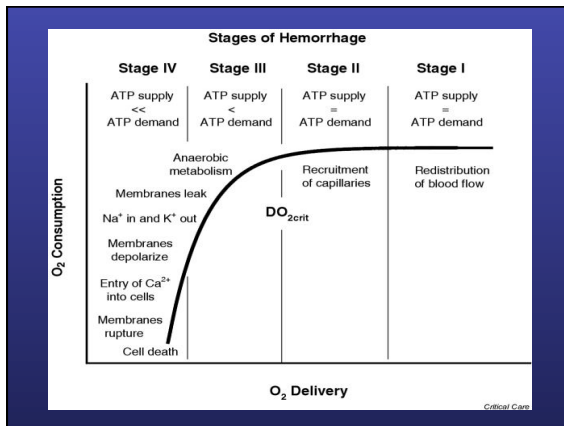 Stages of Hemorrhage
Stage IV
Stage III
Stage II
Stage I
ATP supply
<<
ATP demand
ATP supply
<
ATP demand
ATP supply
=
ATP demand
ATP supply
=
ATP demand
Anaerobic
metabolism
Membranes leak
Na⁺ in and K⁺ out
Membranes
depolarize
Entry of Ca²⁺
into cells
Membranes
rupture
Cell death
Recruitment
of capillaries
Redistribution
of blood flow
DO₂crit
O₂ Consumption
O₂ Delivery
Critical Care